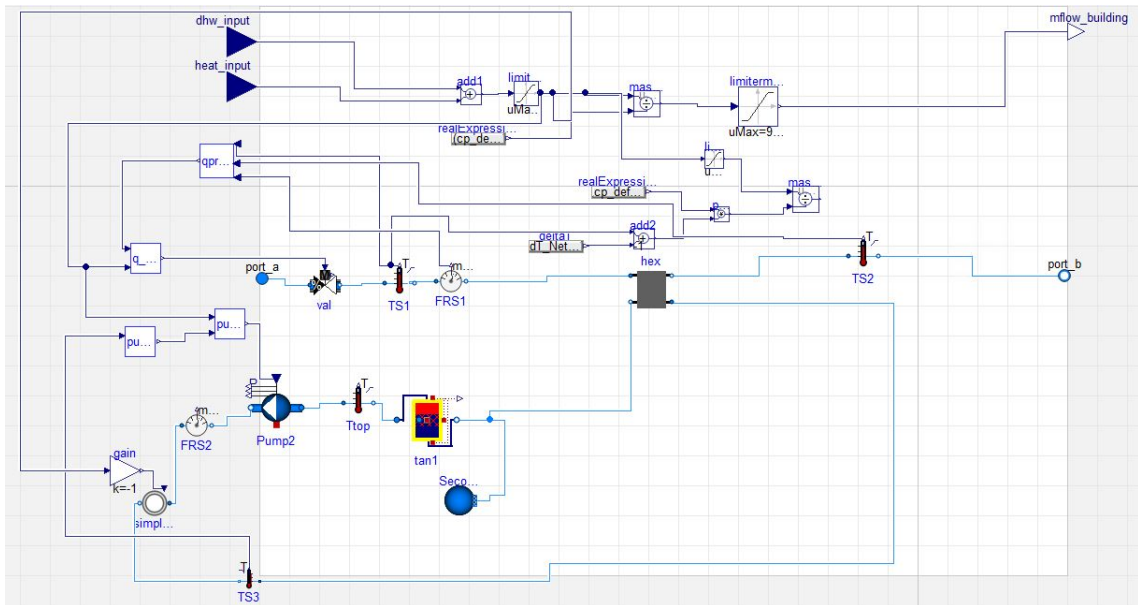 dhw_input
mflow_building
heat_input
add1
limit
uMa..
mas
limiterm...
uMax=9...
realExpressi...
(cp_de...
qpr...
li...
u...
realExpressi...
cp_def...
mas
add2
deltaT
dT_Net...
q_...
port_a
M
val
T
TS1
m...
FRS1
hex
T
TS2
port_b
pu...
pu...
P
Pump2
T
Ttop
m...
FRS2
tan1
gain
k=-1
Seco...
simpl...
T
TS3